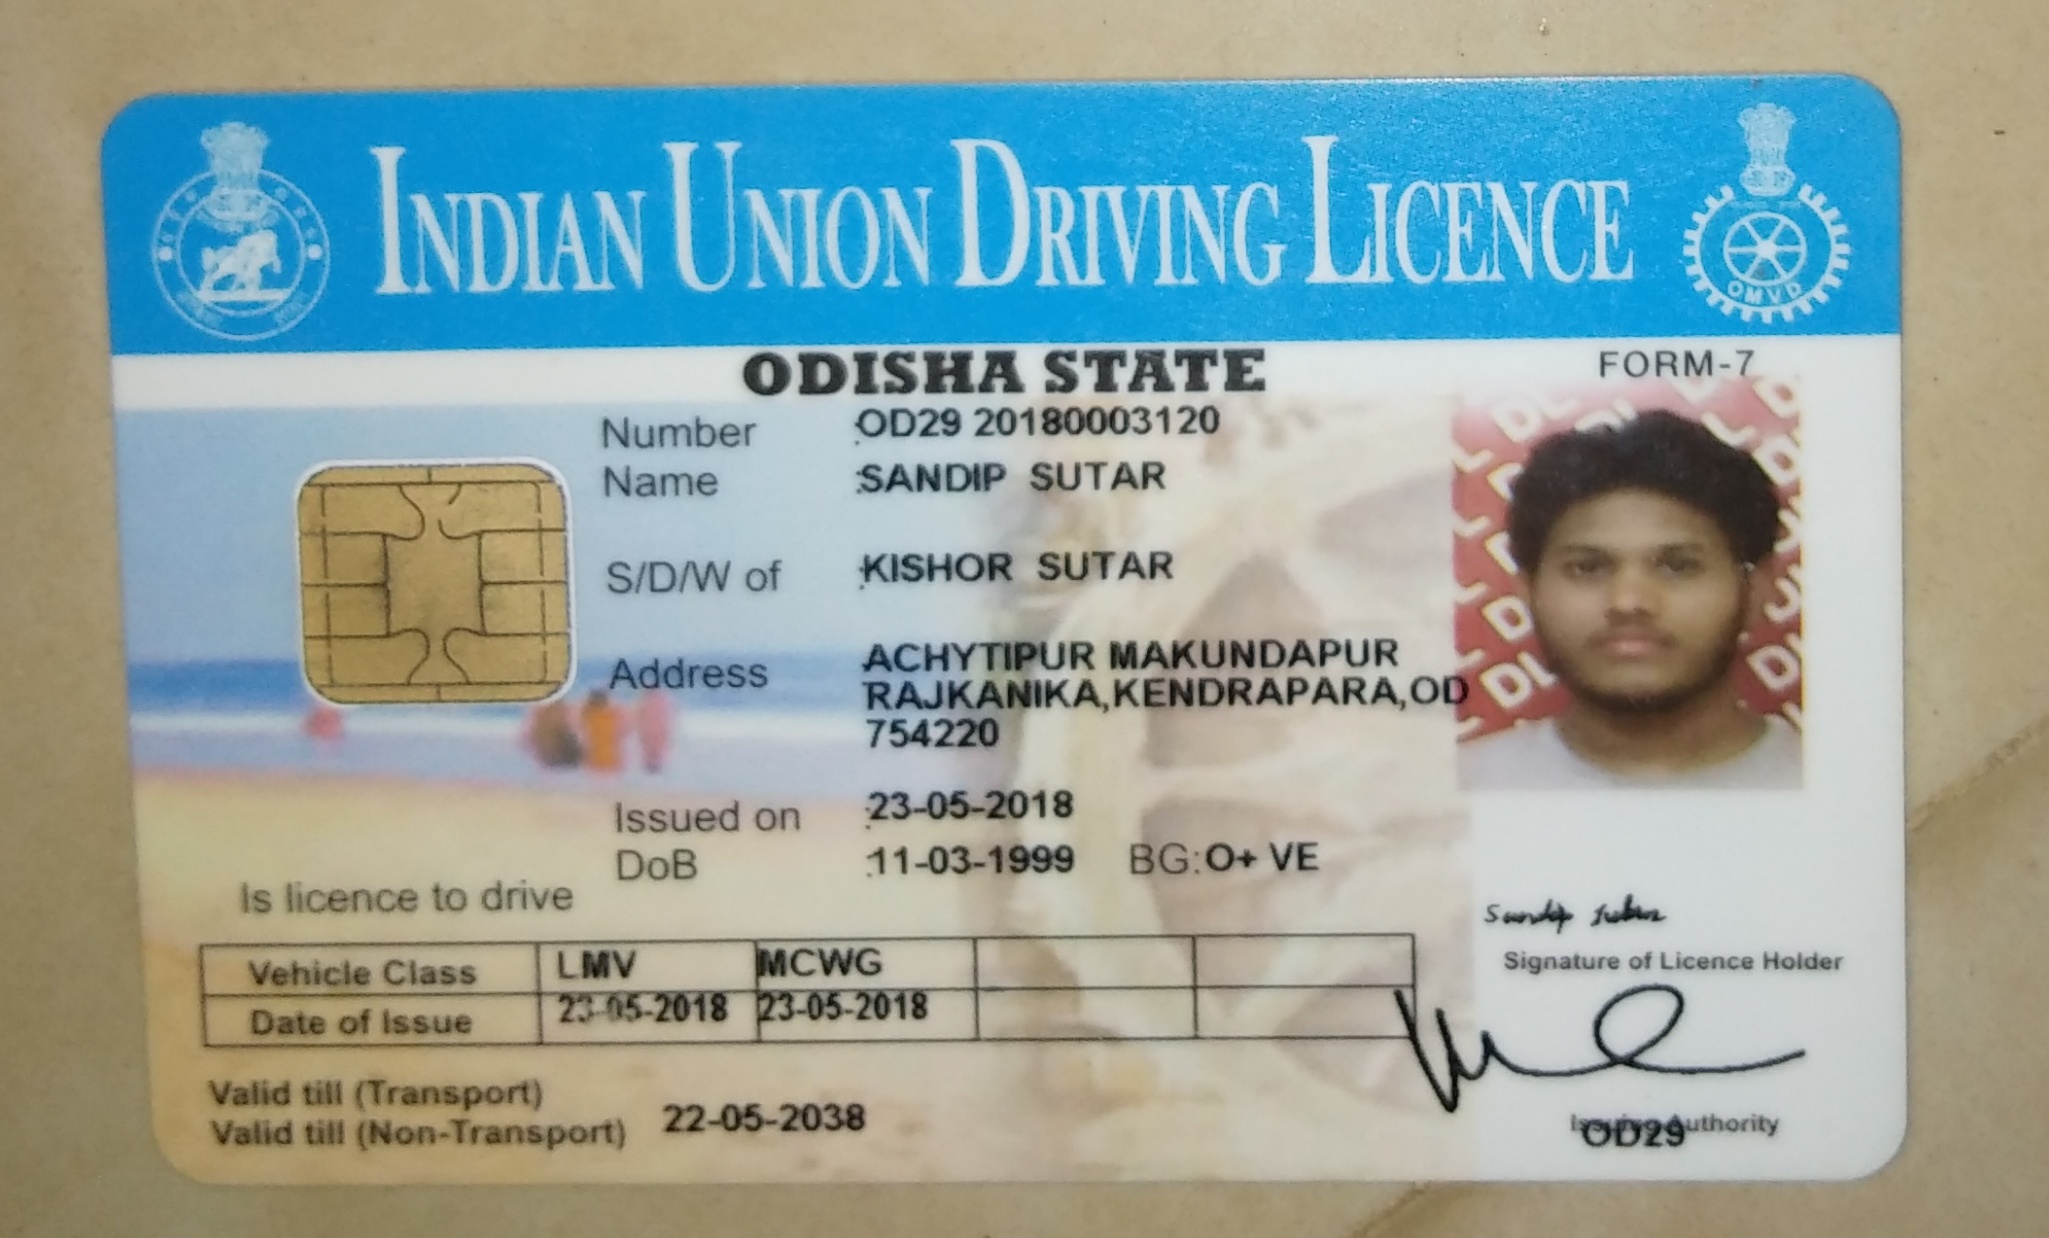 INDIAN UNION DRIVING LICENCE
OMVD
ODISHA STATE
FORM-7
Number :OD29 20180003120
Name :SANDIP SUTAR
S/D/W of :KISHOR SUTAR
Address ACHYTIPUR MAKUNDAPUR
RAJKANIKA,KENDRAPARA,OD
754220
Issued on :23-05-2018
DoB :11-03-1999 BG:O+ VE
Is licence to drive
Vehicle Class LMV MCWG
Date of Issue 23-05-2018 23-05-2018
Sandip Sutar
Signature of Licence Holder
Valid till (Transport)
Valid till (Non-Transport) 22-05-2038
Issuing Authority
OD29